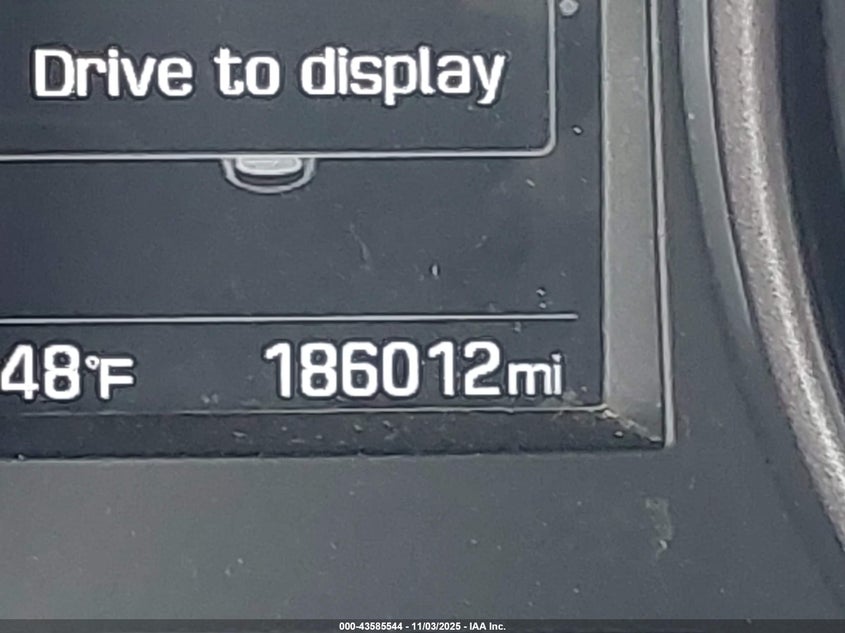 Drive to display
48°F 186012mi
000-43585544 - 11/03/2025 - IAA Inc.